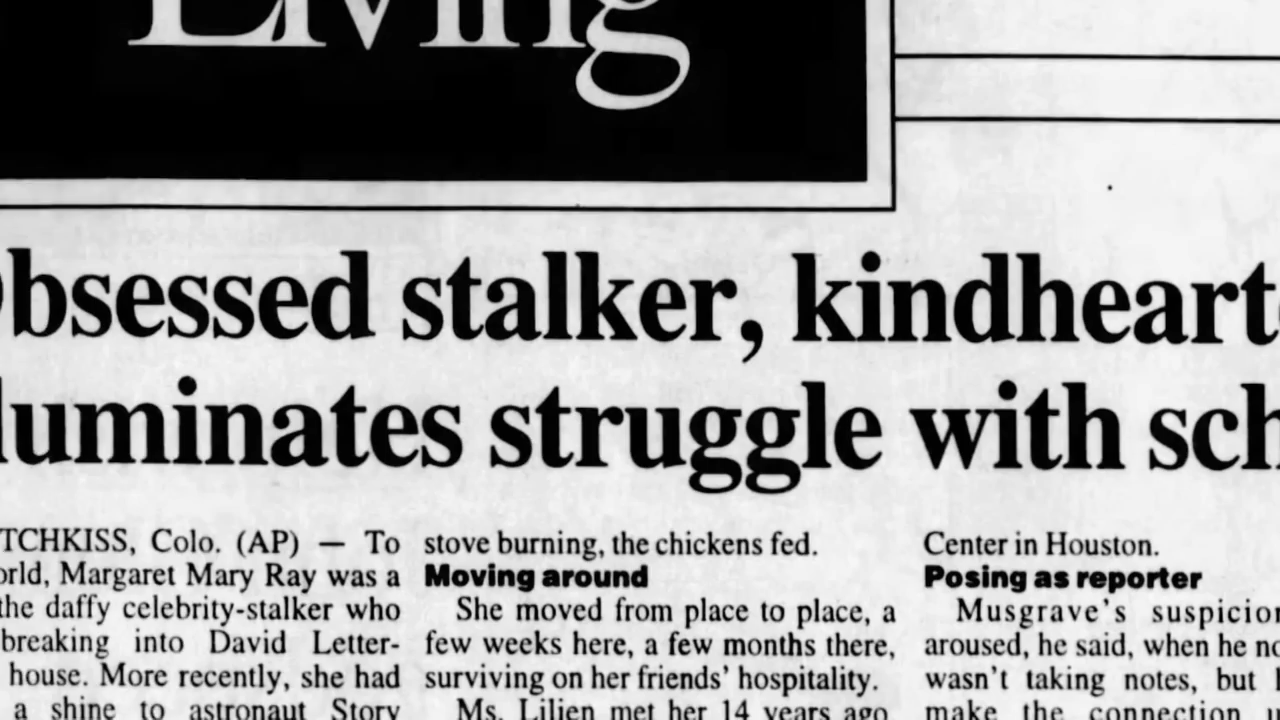 Living
Obsessed stalker, kindheart
luminates struggle with sch
TCHKISS, Colo. (AP) — To
orld, Margaret Mary Ray was a
the daffy celebrity-stalker who
breaking into David Letter-
house. More recently, she had
a shine to astronaut Story
stove burning, the chickens fed.
Moving around
She moved from place to place, a
few weeks here, a few months there,
surviving on her friends' hospitality.
Ms. Lilien met her 14 years ago,
Center in Houston.
Posing as reporter
Musgrave's suspicion
aroused, he said, when he no
wasn't taking notes, but
make the connection